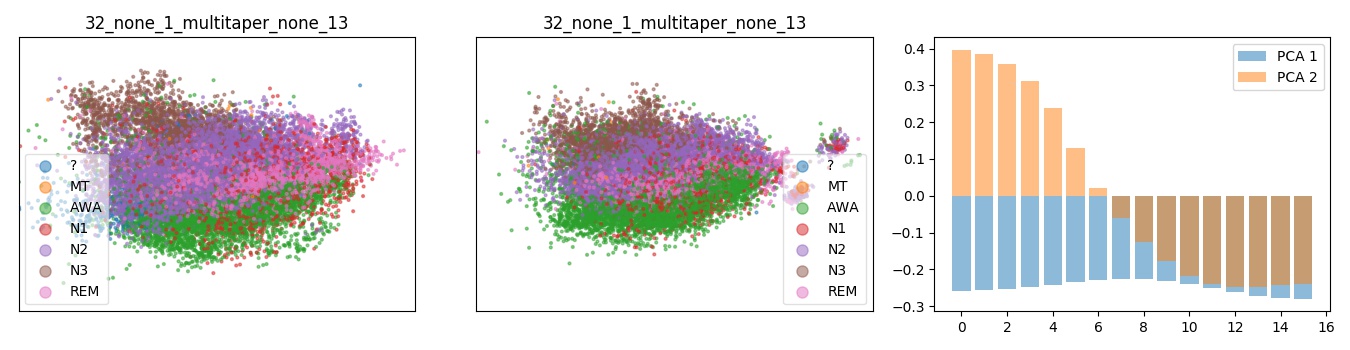 32_none_1_multitaper_none_13
?
MT
AWA
N1
N2
N3
REM
32_none_1_multitaper_none_13
?
MT
AWA
N1
N2
N3
REM
PCA 1
PCA 2
0.4
0.3
0.2
0.1
0.0
−0.1
−0.2
−0.3
0 2 4 6 8 10 12 14 16